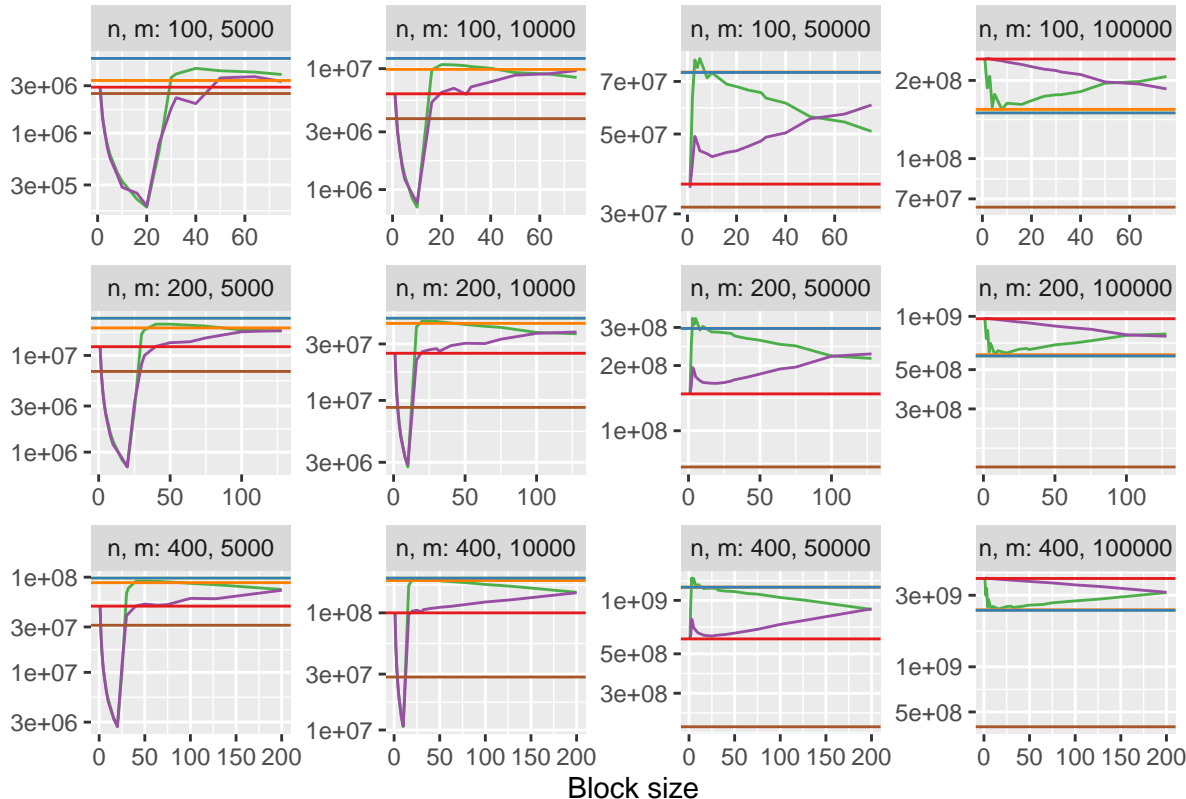 n, m: 100, 5000
n, m: 100, 10000
n, m: 100, 50000
n, m: 100, 100000
3e+06
1e+06
3e+05
0 20 40 60
1e+07
3e+06
1e+06
0 20 40 60
7e+07
5e+07
3e+07
0 20 40 60
2e+08
1e+08
7e+07
0 20 40 60
n, m: 200, 5000
n, m: 200, 10000
n, m: 200, 50000
n, m: 200, 100000
1e+07
3e+06
1e+06
0 50 100
3e+07
1e+07
3e+06
0 50 100
3e+08
2e+08
1e+08
0 50 100
1e+09
5e+08
3e+08
0 50 100
n, m: 400, 5000
n, m: 400, 10000
n, m: 400, 50000
n, m: 400, 100000
1e+08
3e+07
1e+07
3e+06
0 50 100 150 200
1e+08
3e+07
1e+07
0 50 100 150 200
1e+09
5e+08
3e+08
0 50 100 150 200
3e+09
1e+09
5e+08
0 50 100 150 200
Block size